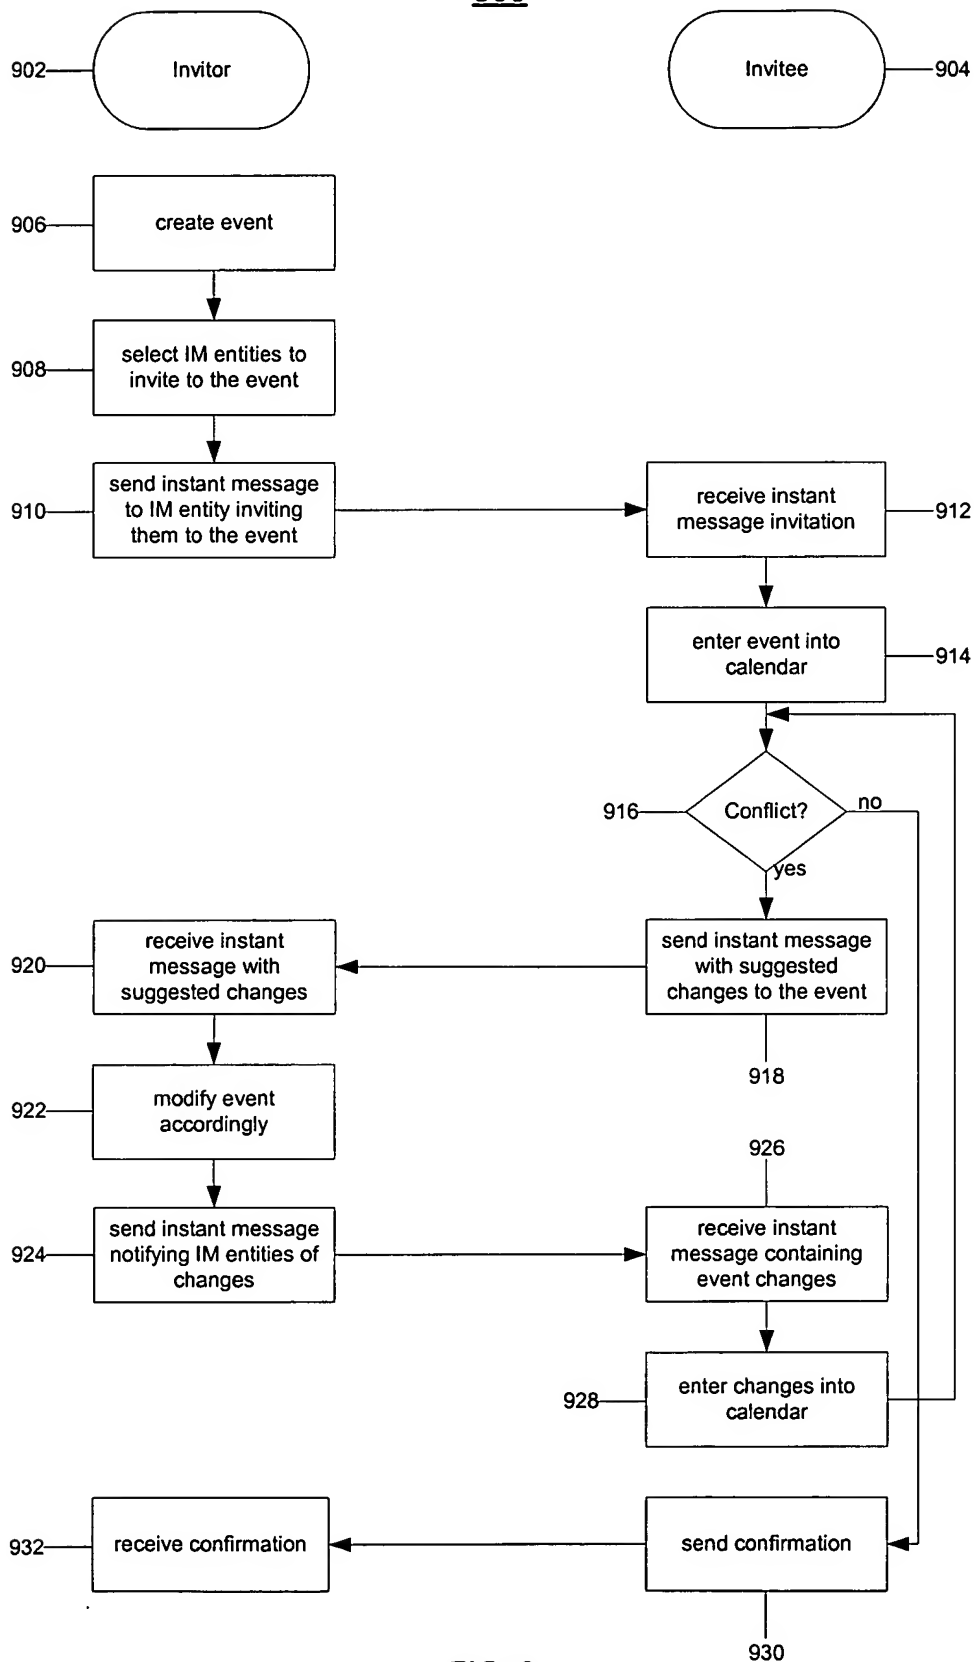 902
Invitor
Invitee
904
906
create event
908
select IM entities to
invite to the event
910
send instant message
to IM entity inviting
them to the event
receive instant
message invitation
912
enter event into
calendar
914
916
Conflict?
no
yes
920
receive instant
message with
suggested changes
send instant message
with suggested
changes to the event
918
922
modify event
accordingly
926
924
send instant message
notifying IM entities of
changes
receive instant
message containing
event changes
928
enter changes into
calendar
932
receive confirmation
send confirmation
930